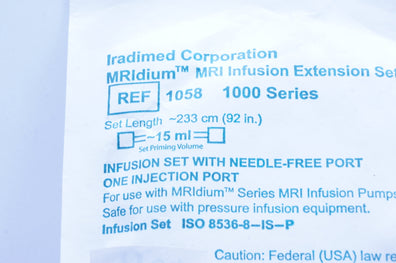 Iradimed Corporation
MRIdium™ MRI Infusion Extension Set
REF 1058 1000 Series
Set Length ~233 cm (92 in.)
~15 ml
Set Priming Volume
INFUSION SET WITH NEEDLE-FREE PORT
ONE INJECTION PORT
For use with MRIdium™ Series MRI Infusion Pumps
Safe for use with pressure infusion equipment.
Infusion Set ISO 8536-8-IS-P
Caution: Federal (USA) law re